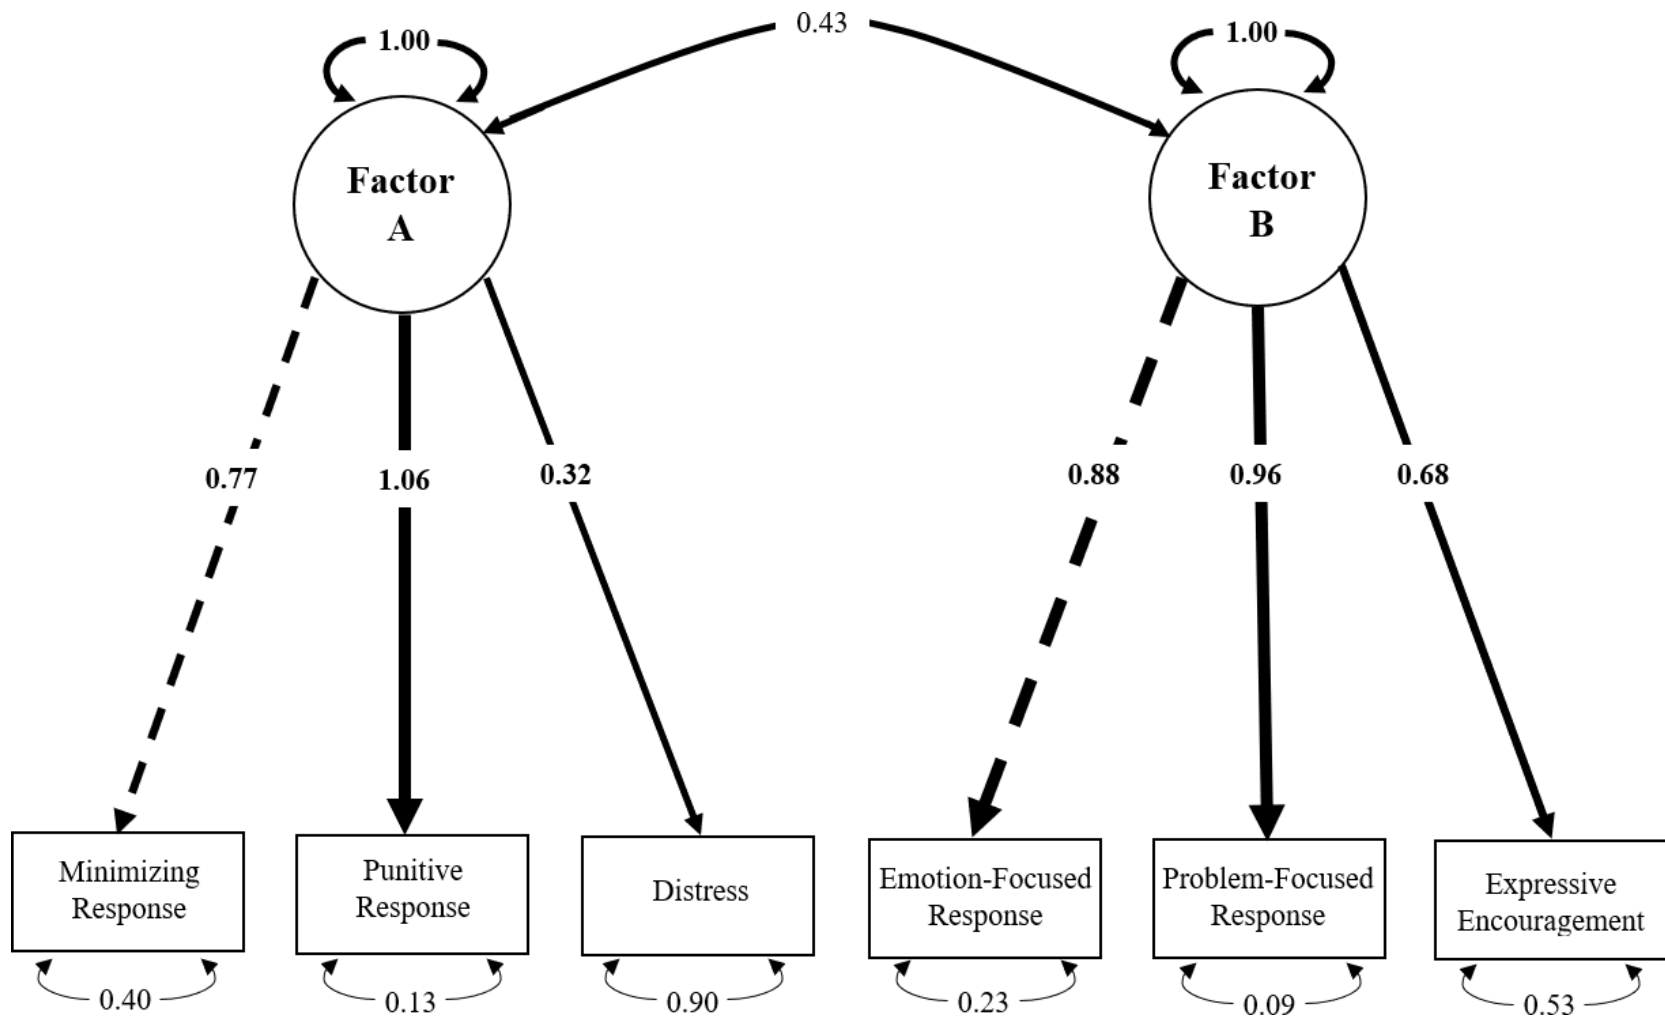 0.43
1.00
1.00
Factor
A
Factor
B
0.77
1.06
0.32
0.88
0.96
0.68
Minimizing
Response
Punitive
Response
Distress
Emotion-Focused
Response
Problem-Focused
Response
Expressive
Encouragement
0.40
0.13
0.90
0.23
0.09
0.53